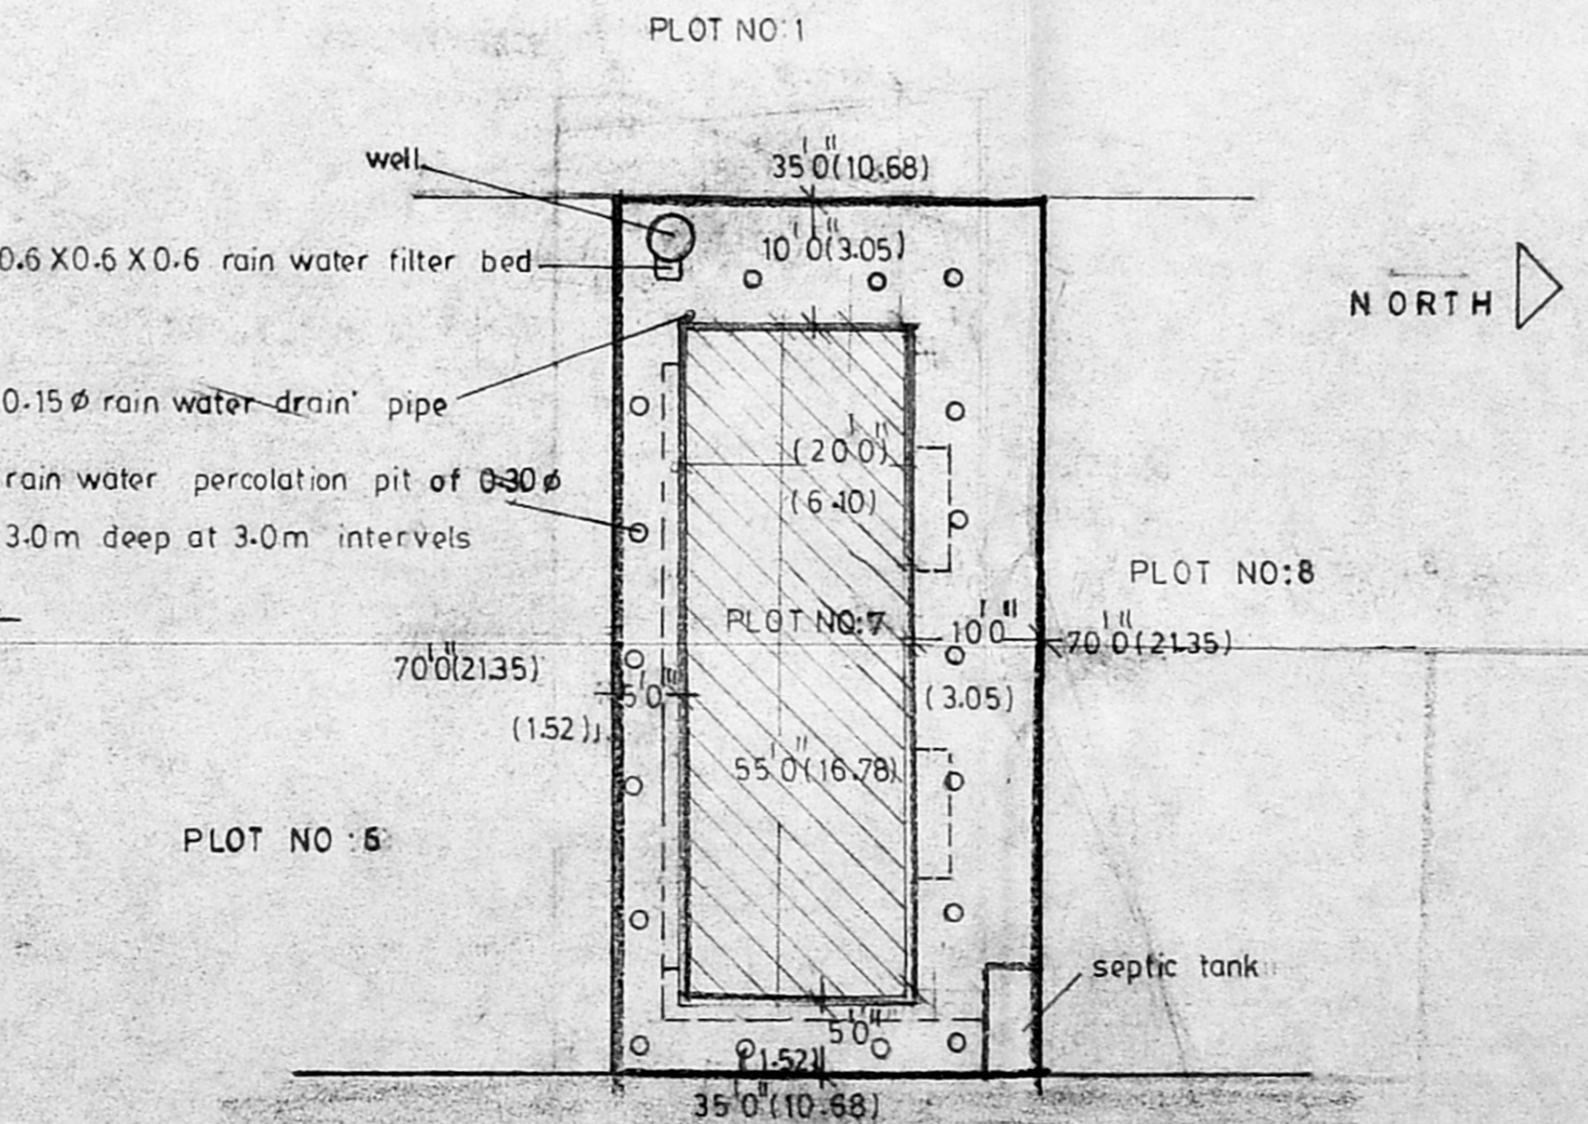 PLOT NO:1
35'0"(10.68)
well
10'0"(3.05)
0.6 X 0.6 X 0.6 rain water filter bed
NORTH
0.15 ø rain water drain' pipe
(20'0")
(6.10)
rain water percolation pit of 0.30 ø
3.0m deep at 3.0m intervels
PLOT NO:8
PLOT NO:7
10'0"
70'0"(21.35)
70'0"(21.35)
5'0"
(3.05)
(1.52)
55'0"(16.78)
PLOT NO :6
septic tank
5'0"
(1.52)
35'0"(10.68)